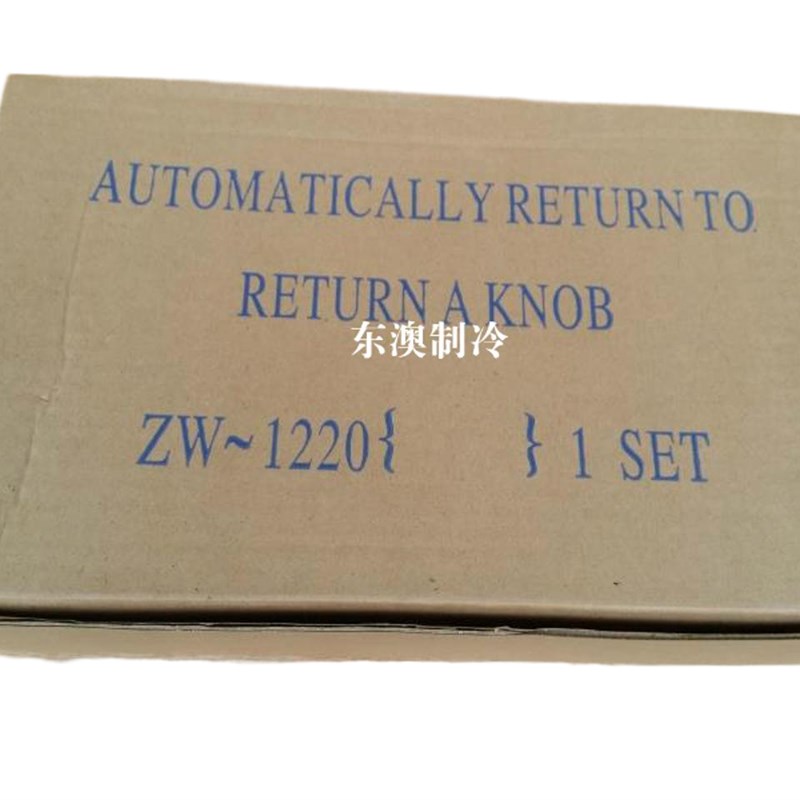 AUTOMATICALLY RETURN TO
RETURN A KNOB
东澳制冷
ZW~1220{ } 1 SET